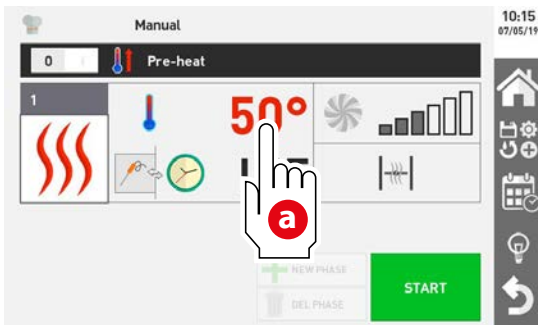 Manual
10:15
07/05/19
0
Pre-heat
1
50°
a
NEW PHASE
DEL PHASE
START